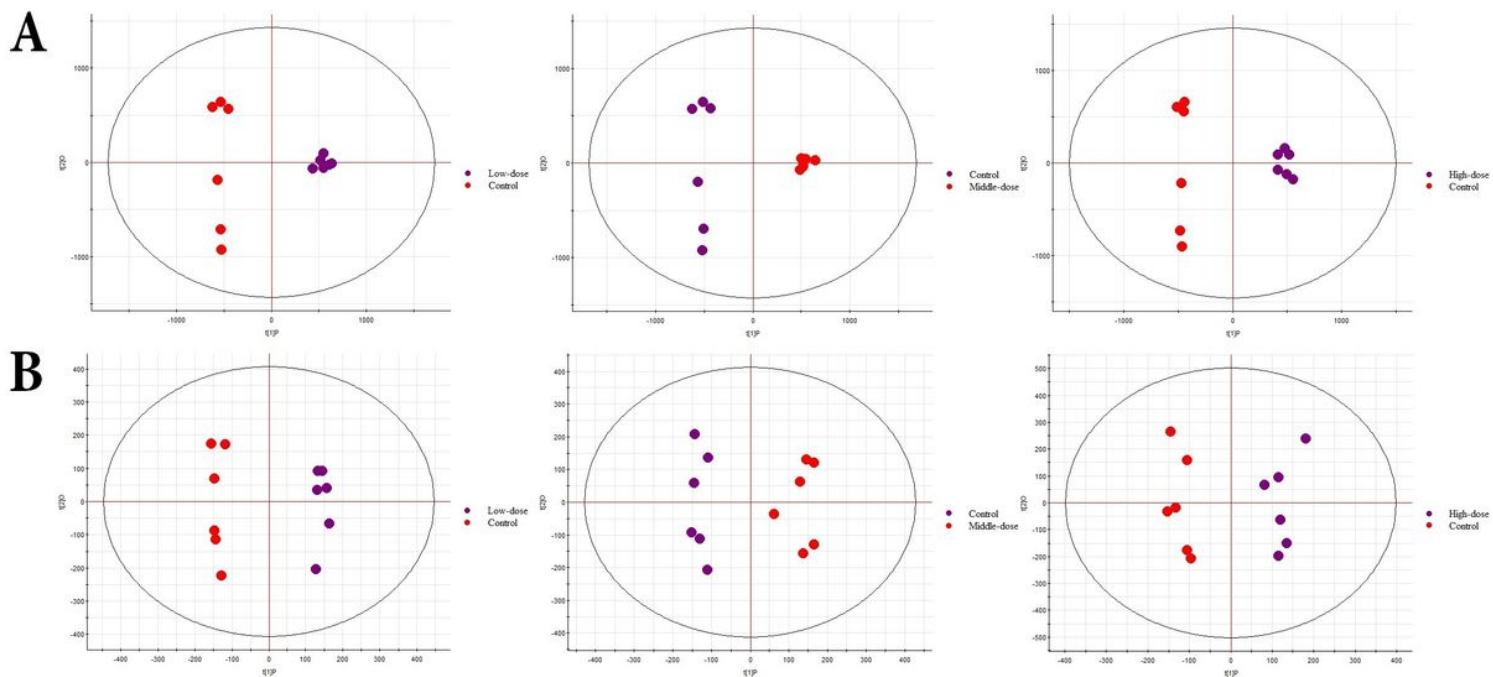 A
1000
0
-1000
t[2]O
-1000
0
1000
t[1]P
Low-dose
Control
1000
0
-1000
t[2]O
-1000
0
1000
t[1]P
Control
Middle-dose
1000
0
-1000
t[2]O
-1000
0
1000
t[1]P
High-dose
Control
B
400
300
200
100
0
-100
-200
-300
-400
t[2]O
-400
-300
-200
-100
0
100
200
300
400
t[1]P
Low-dose
Control
400
300
200
100
0
-100
-200
-300
-400
t[2]O
-400
-300
-200
-100
0
100
200
300
400
t[1]P
Control
Middle-dose
500
400
300
200
100
0
-100
-200
-300
-400
-500
t[2]O
-400
-300
-200
-100
0
100
200
300
400
t[1]P
High-dose
Control